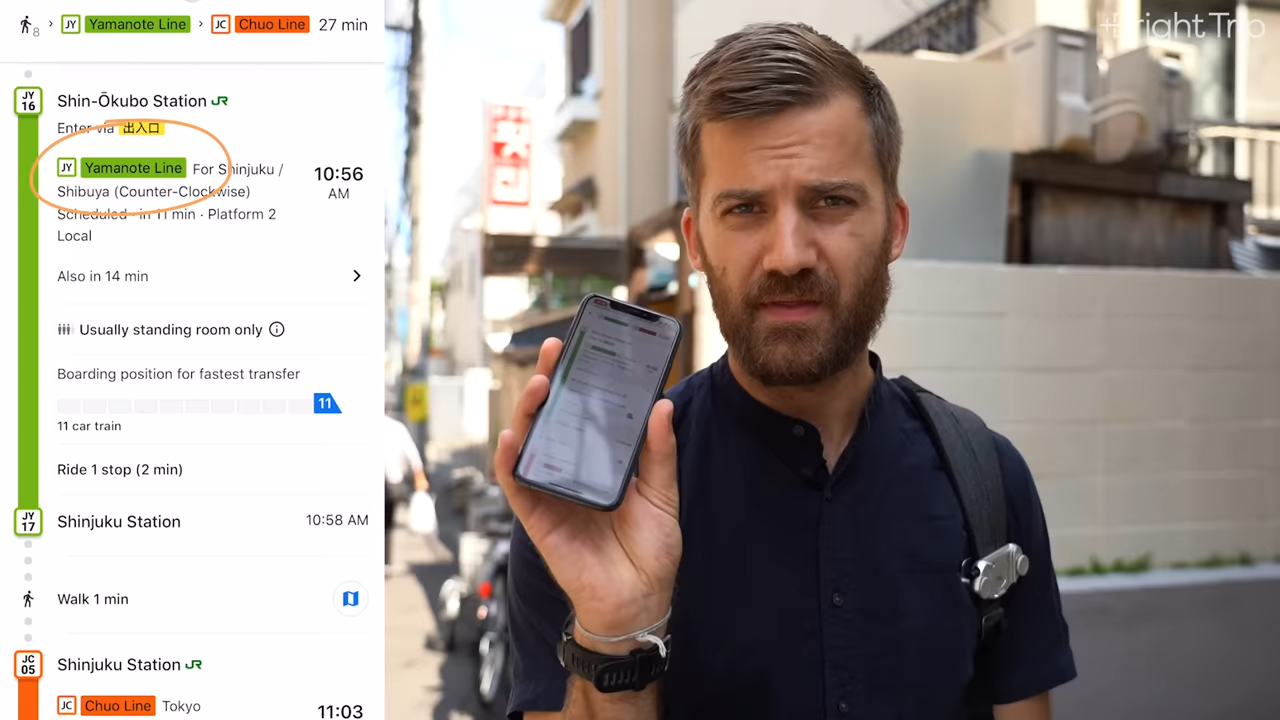 8 > JY Yamanote Line > JC Chuo Line 27 min
JY
16
Shin-Ōkubo Station JR
Enter via 出入口
JY Yamanote Line For Shinjuku /
Shibuya (Counter-Clockwise)
10:56
AM
Scheduled · in 11 min · Platform 2
Local
Also in 14 min
Usually standing room only
Boarding position for fastest transfer
11
11 car train
Ride 1 stop (2 min)
JY
17
Shinjuku Station 10:58 AM
Walk 1 min
JC
05
Shinjuku Station JR
JC Chuo Line Tokyo
11:03
Bright Trip